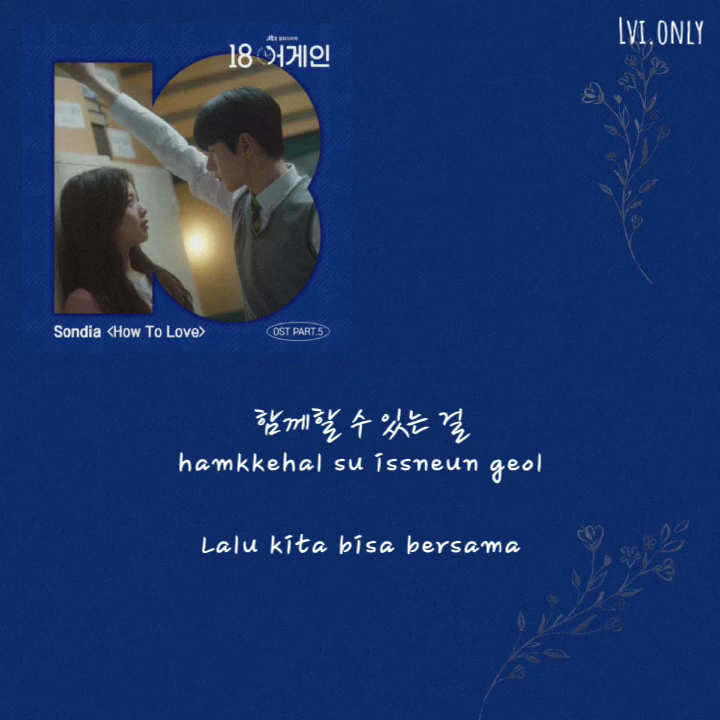 Lvi.only
18 어게인
Sondia <How To Love>
OST PART.5
함께할 수 있는 걸
hamkkehal su issneun geol
Lalu kita bisa bersama